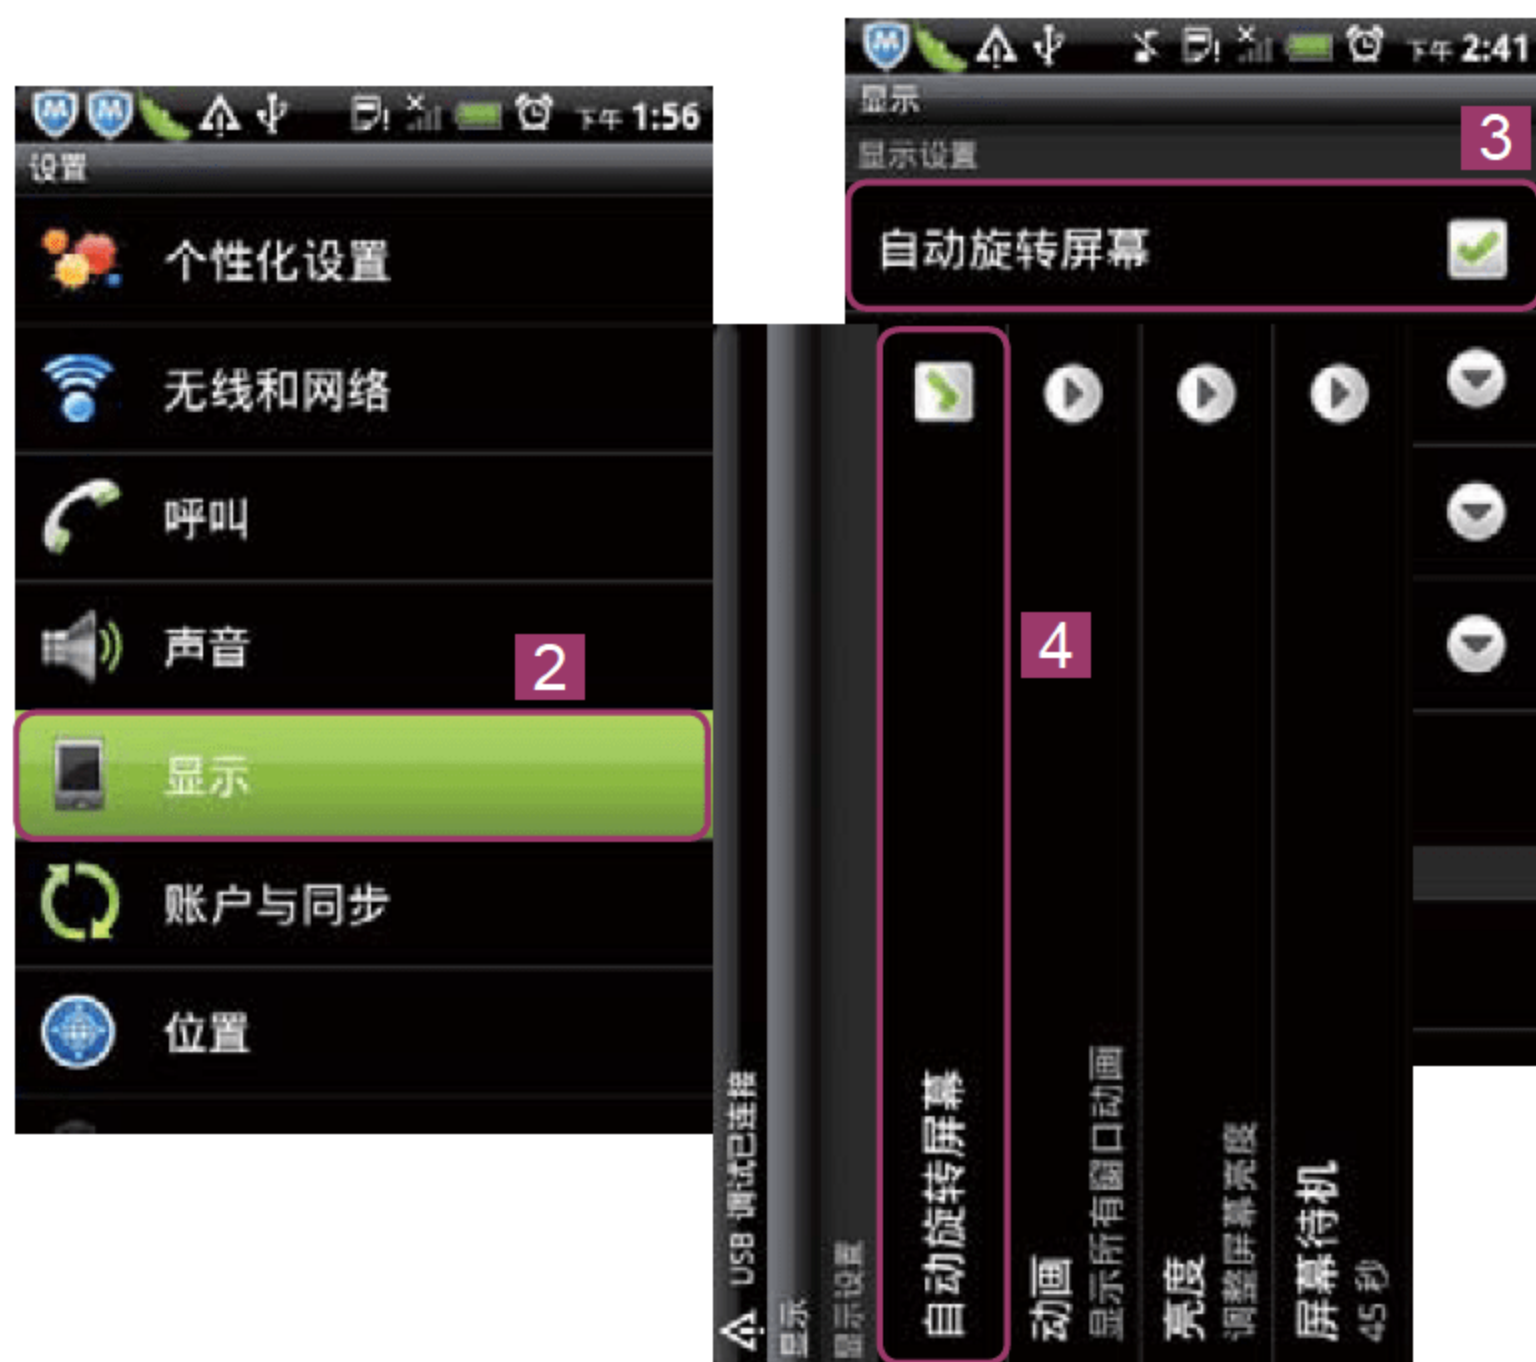 下午 1:56
设置
个性化设置
无线和网络
呼叫
声音
2
显示
账户与同步
位置
下午 2:41
显示
显示设置
3
自动旋转屏幕
4
USB 调试已连接
显示
显示设置
自动旋转屏幕
动画
显示所有窗口动画
亮度
调整屏幕亮度
屏幕待机
45 秒